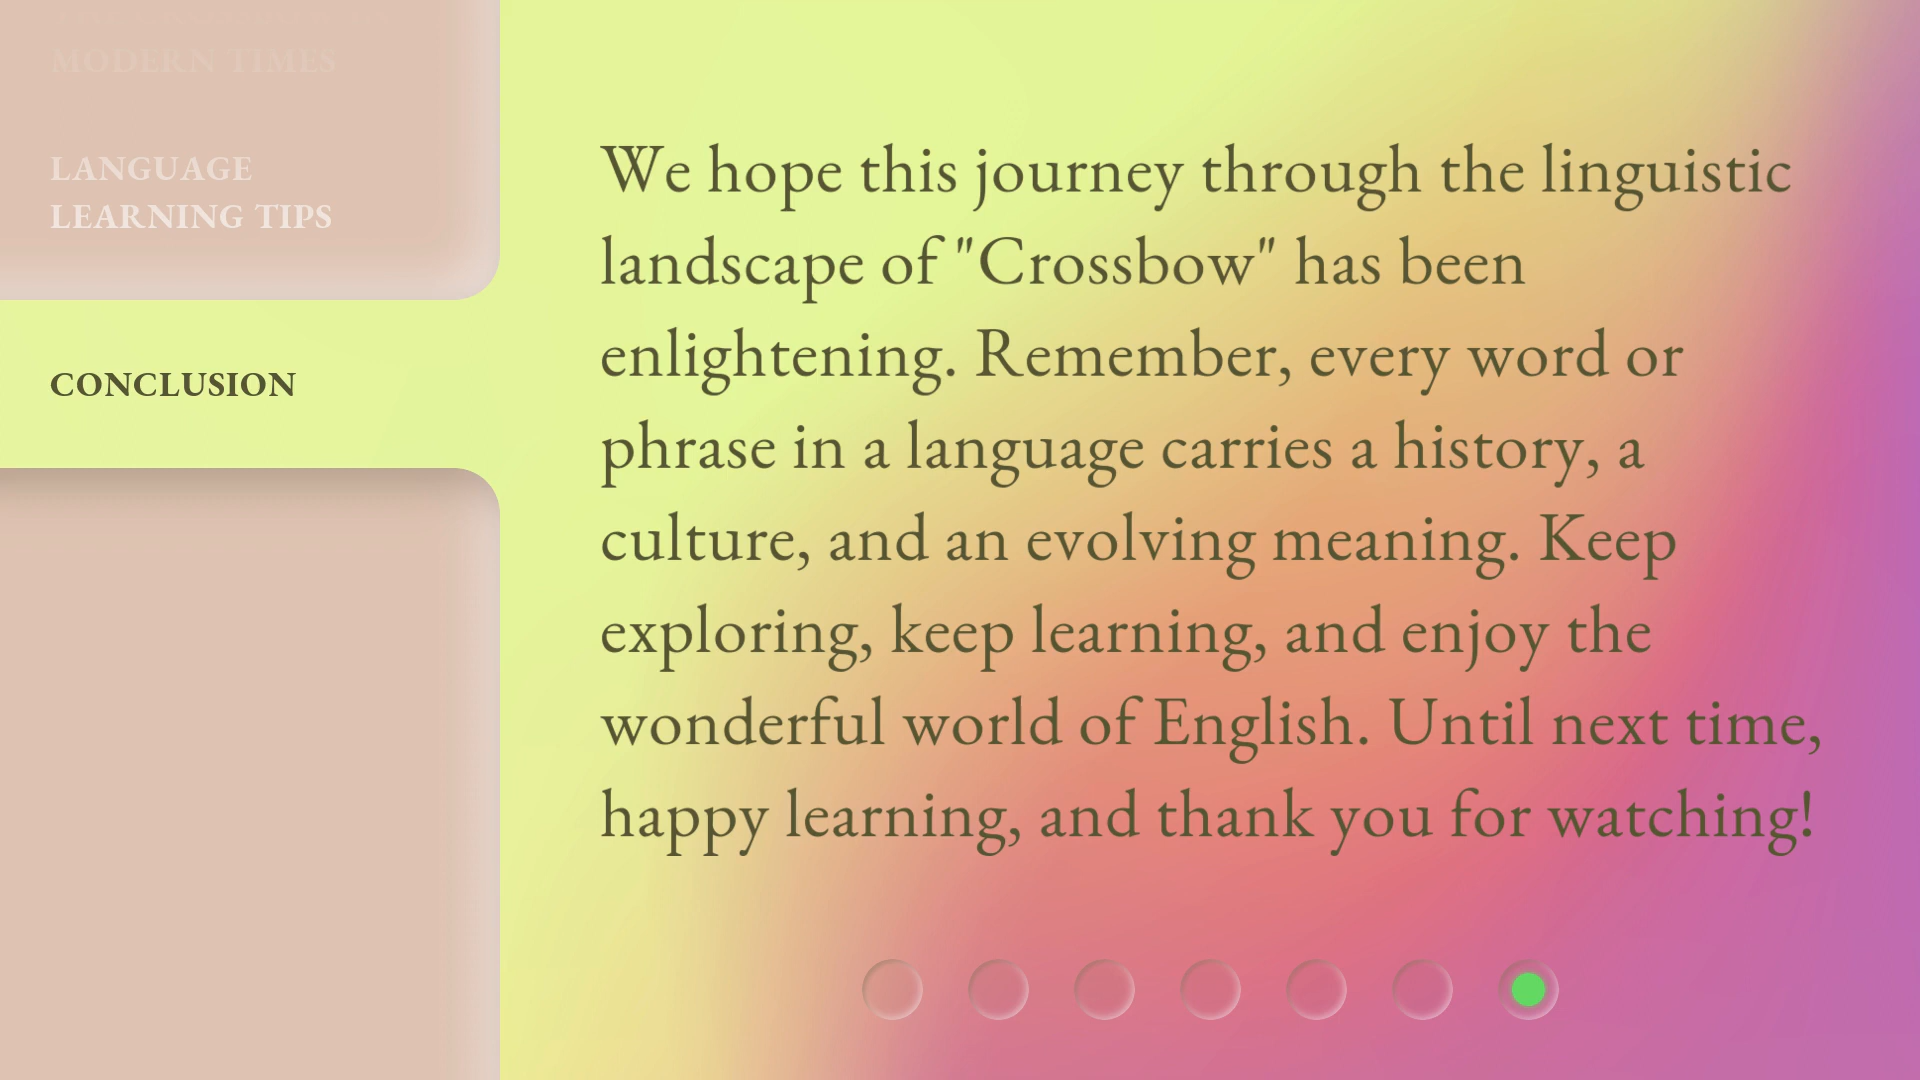 MODERN TIMES
LANGUAGE
LEARNING TIPS
CONCLUSION
We hope this journey through the linguistic
landscape of "Crossbow" has been
enlightening. Remember, every word or
phrase in a language carries a history, a
culture, and an evolving meaning. Keep
exploring, keep learning, and enjoy the
wonderful world of English. Until next time,
happy learning, and thank you for watching!